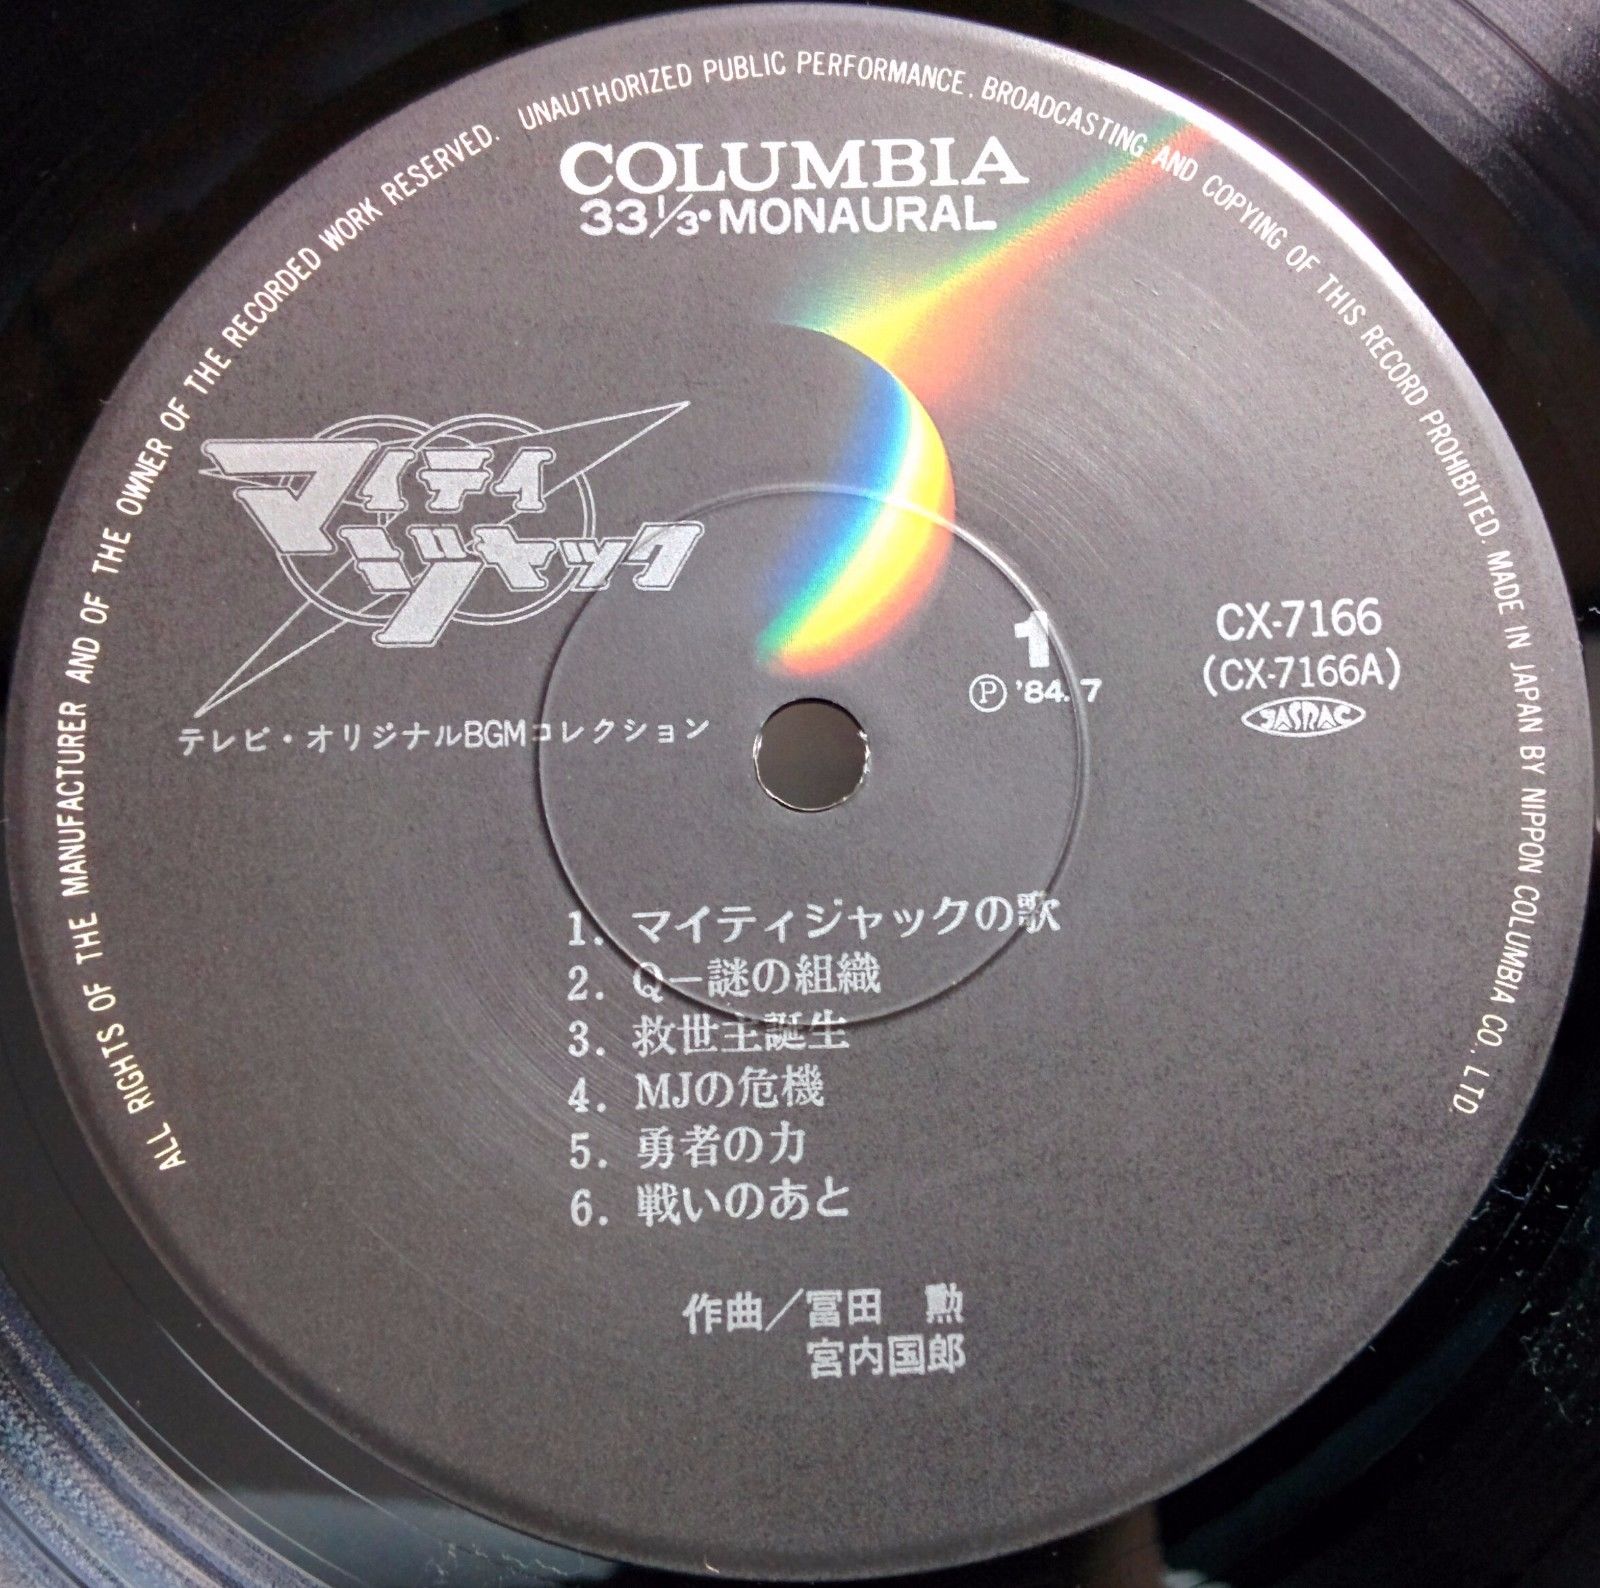 ALL RIGHTS OF THE MANUFACTURER AND OF THE OWNER OF THE RECORDED WORK RESERVED. UNAUTHORIZED PUBLIC PERFORMANCE, BROADCASTING AND COPYING OF THIS RECORD PROHIBITED. MADE IN JAPAN BY NIPPON COLUMBIA CO., LTD.
COLUMBIA
33 1/3・MONAURAL
マイティ
ジャック
テレビ・オリジナルBGMコレクション
1
Ⓟ '84.7
CX-7166
(CX-7166A)
JASRAC
1. マイティジャックの歌
2. Q−謎の組織
3. 救世主誕生
4. MJの危機
5. 勇者の力
6. 戦いのあと
作曲／冨田 勲
宮内国郎